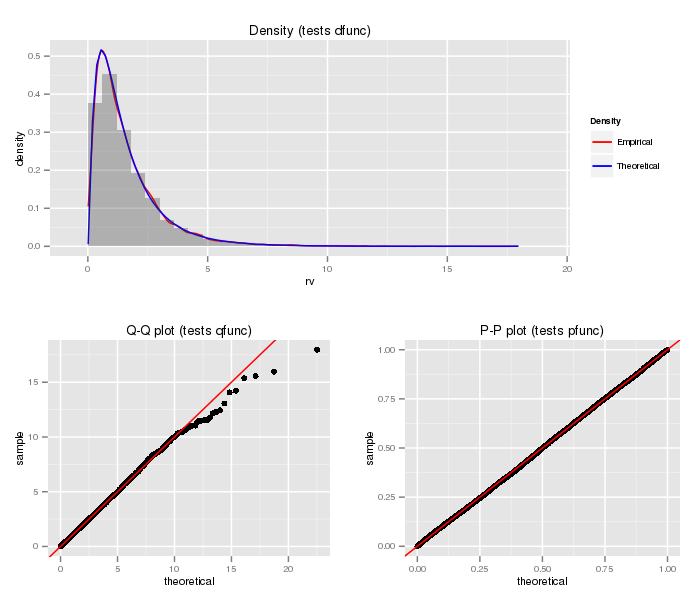 Density (tests dfunc)
density
0.5
0.4
0.3
0.2
0.1
0.0
0
5
10
15
20
rv
Density
Empirical
Theoretical
Q-Q plot (tests qfunc)
sample
15
10
5
0
0
5
10
15
20
theoretical
P-P plot (tests pfunc)
sample
1.00
0.75
0.50
0.25
0.00
0.00
0.25
0.50
0.75
1.00
theoretical